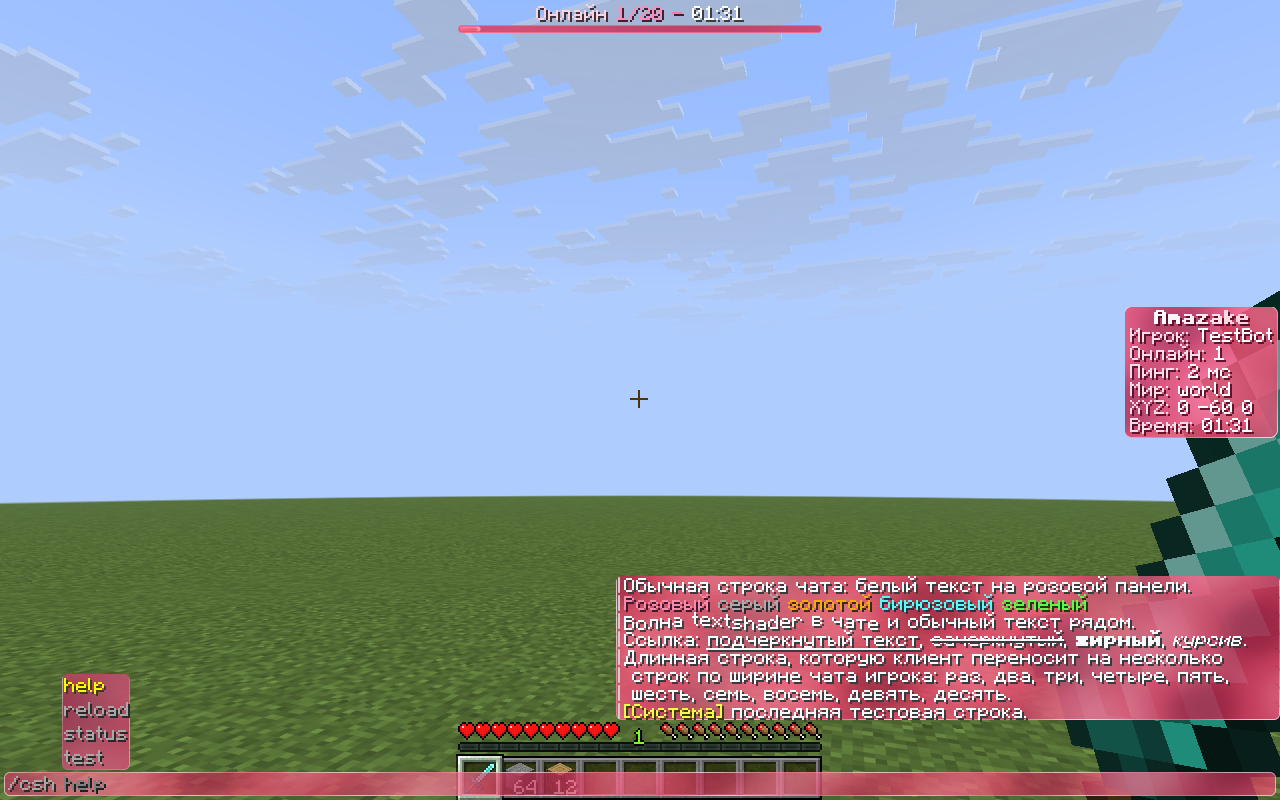 Онлайн 1/20 - 01:31
Amazake
Игрок: TestBot
Онлайн: 1
Пинг: 2 мс
Мир: world
XYZ: 0 -60 0
Время: 01:31
Обычная строка чата: белый текст на розовой панели.
Розовый серый золотой бирюзовый зеленый
Волна textshader в чате и обычный текст рядом.
Ссылка: подчеркнутый текст, зачеркнутый, жирный, курсив.
Длинная строка, которую клиент переносит на несколько
строк по ширине чата игрока: раз, два, три, четыре, пять,
шесть, семь, восемь, девять, десять.
[Система] последняя тестовая строка.
help
reload
status
test
1
64 12
/csh help